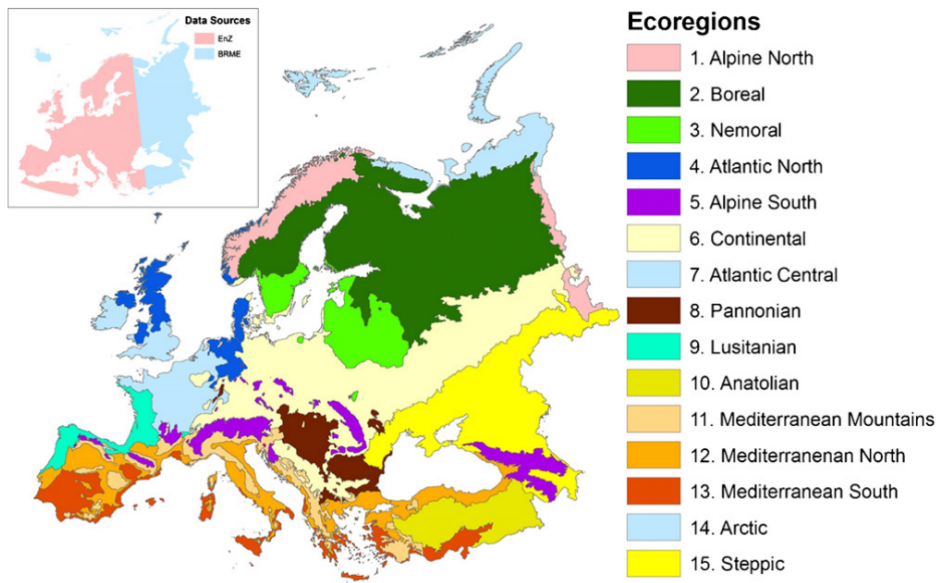 Data Sources
EnZ
BRME
Ecoregions
1. Alpine North
2. Boreal
3. Nemoral
4. Atlantic North
5. Alpine South
6. Continental
7. Atlantic Central
8. Pannonian
9. Lusitanian
10. Anatolian
11. Mediterranean Mountains
12. Mediterranenan North
13. Mediterranean South
14. Arctic
15. Steppic